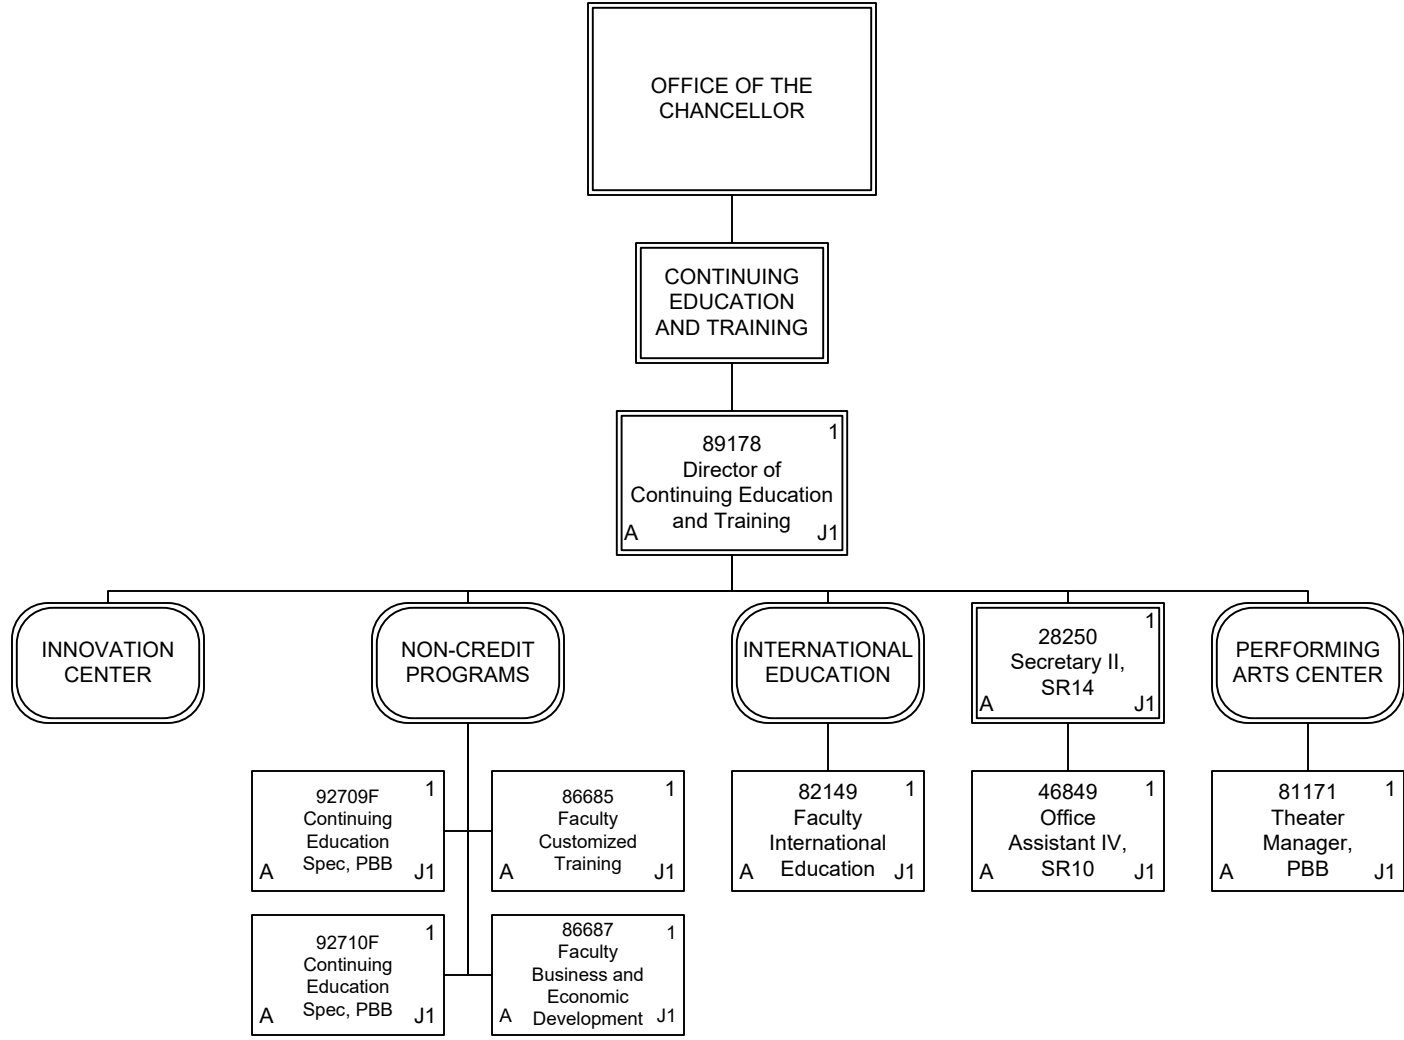 OFFICE OF THE
CHANCELLOR
CONTINUING
EDUCATION
AND TRAINING
1
89178
Director of
Continuing Education
and Training
A J1
INNOVATION
CENTER
NON-CREDIT
PROGRAMS
INTERNATIONAL
EDUCATION
1
28250
Secretary II,
SR14
A J1
PERFORMING
ARTS CENTER
92709F 1
Continuing
Education
Spec, PBB
A J1
86685 1
Faculty
Customized
Training
A J1
82149 1
Faculty
International
Education
A J1
46849 1
Office
Assistant IV,
SR10
A J1
81171 1
Theater
Manager,
PBB
A J1
92710F 1
Continuing
Education
Spec, PBB
A J1
86687 1
Faculty
Business and
Economic
Development
A J1